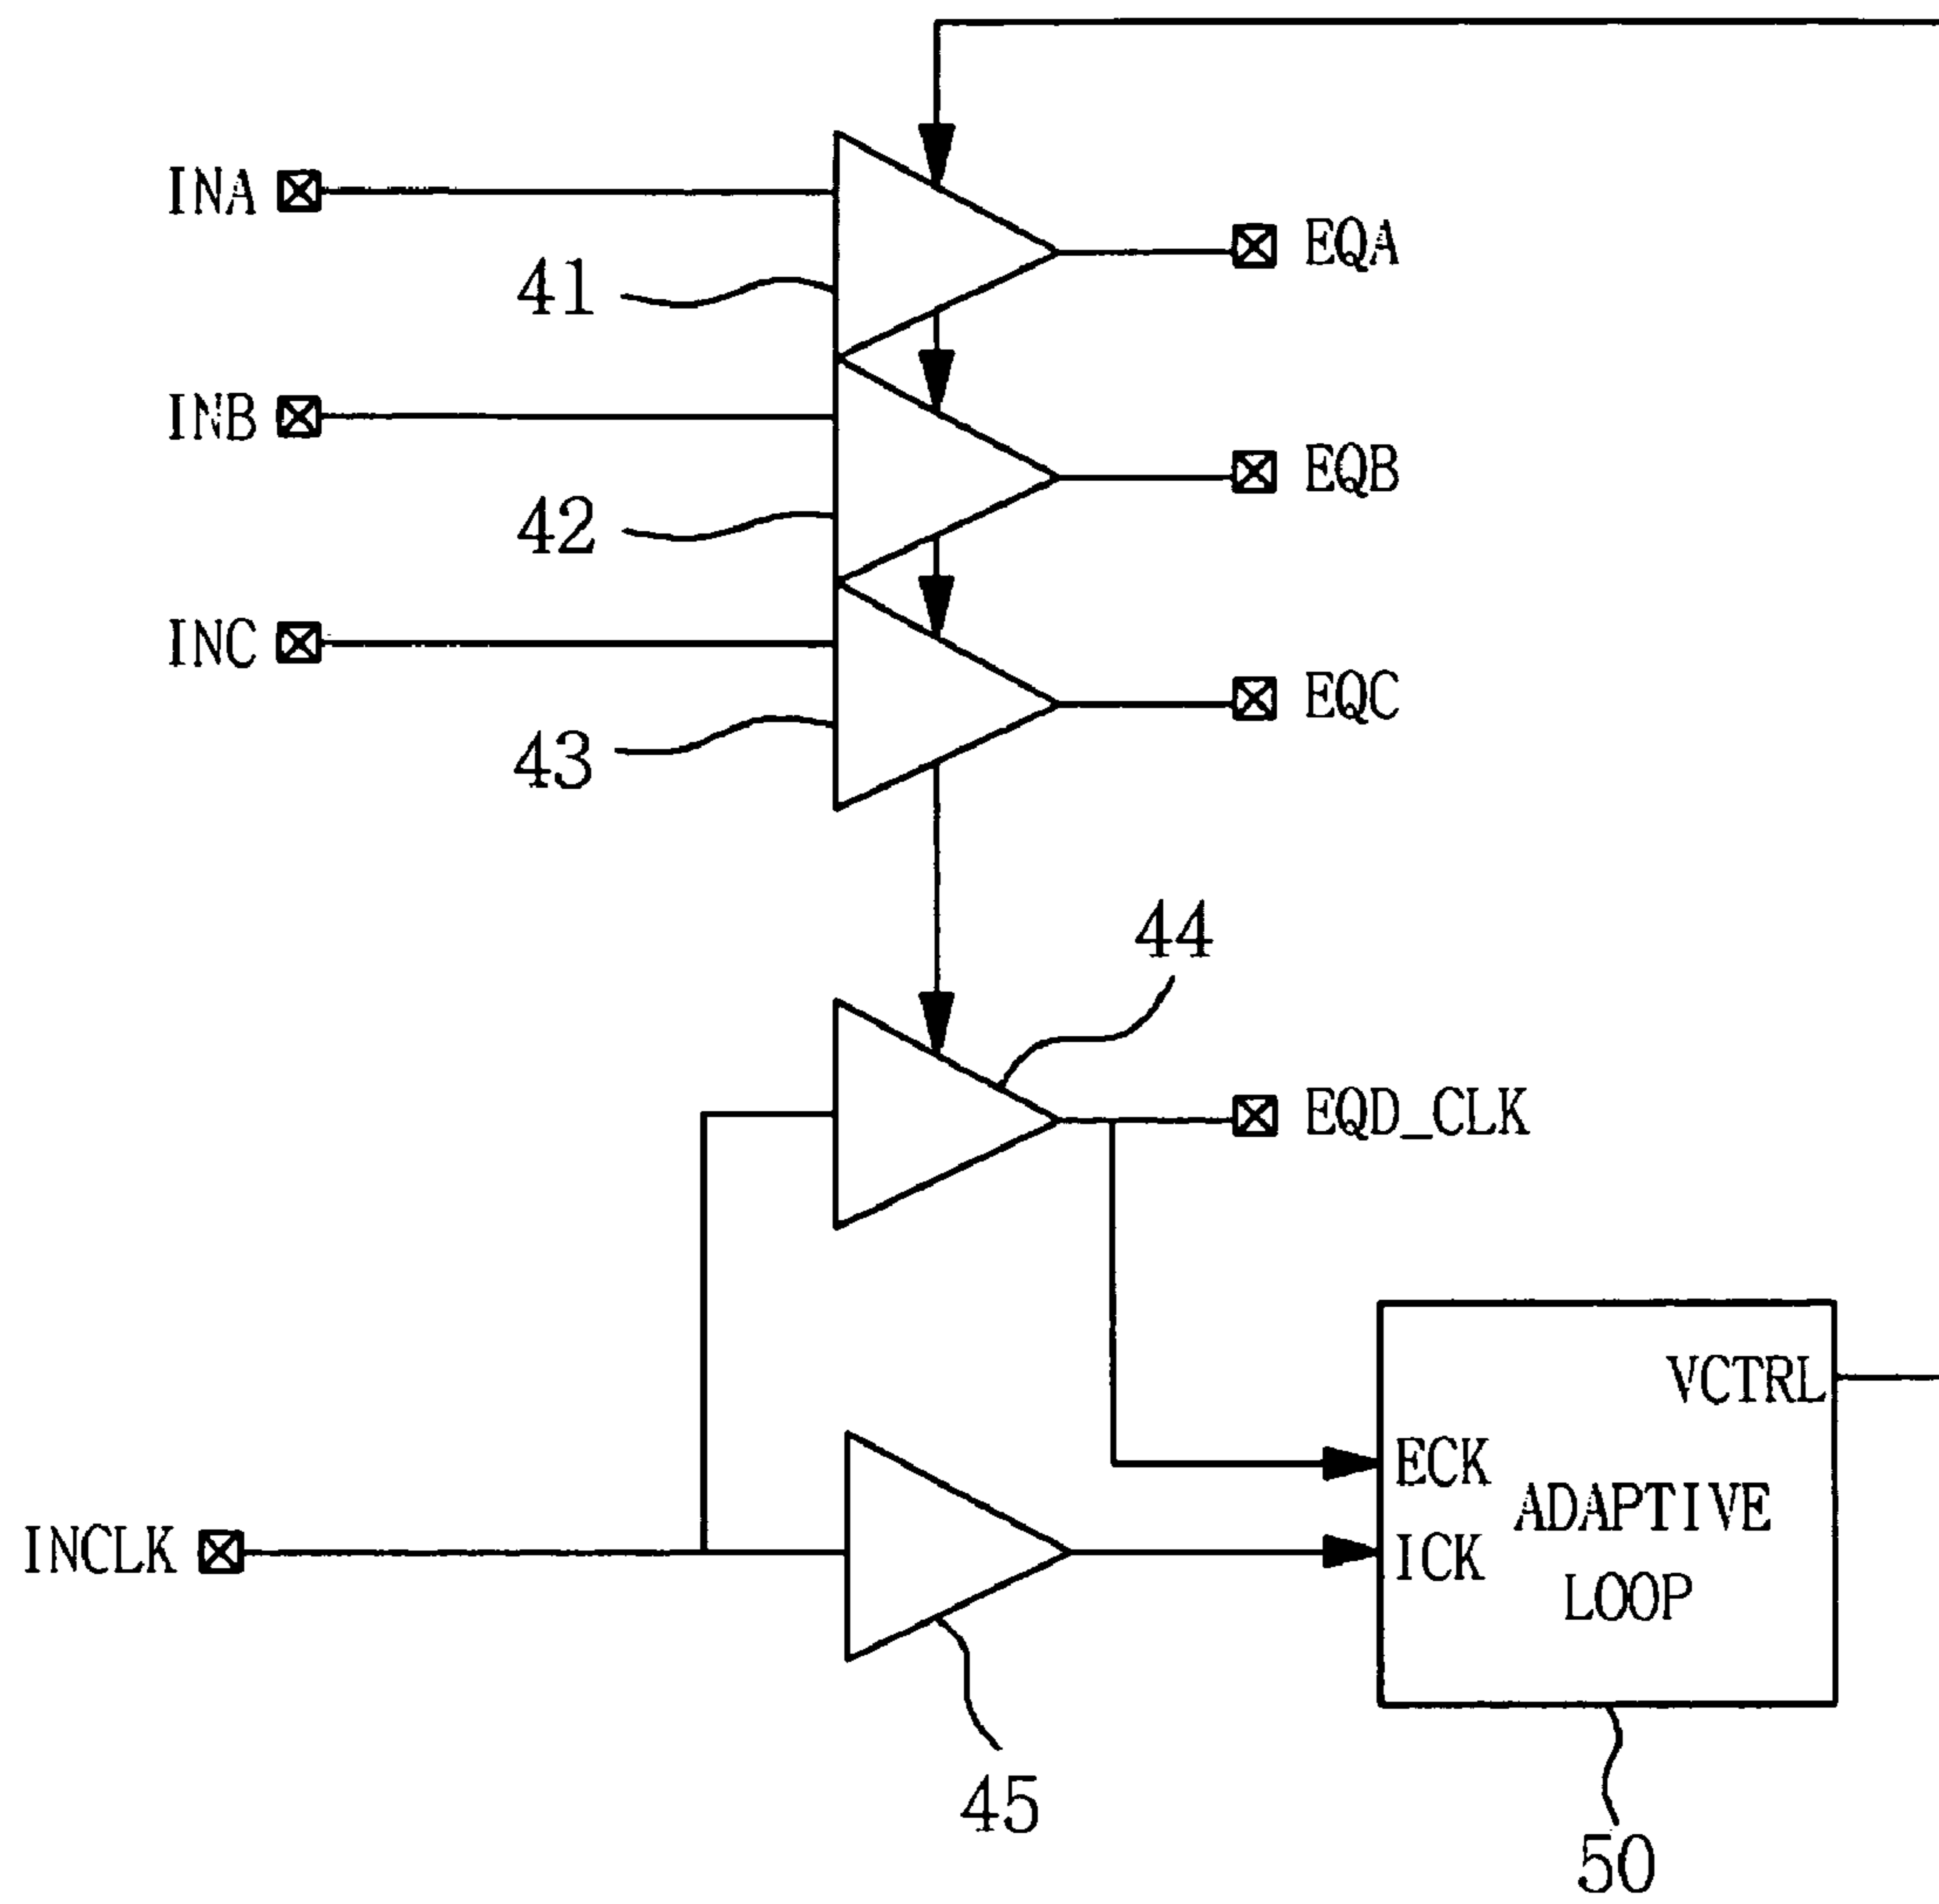 INA
EQA
41
INB
EQB
42
INC
EQC
43
44
EQD_CLK
VCTRL
ECK
ADAPTIVE
LOOP
ICK
INCLK
45
50